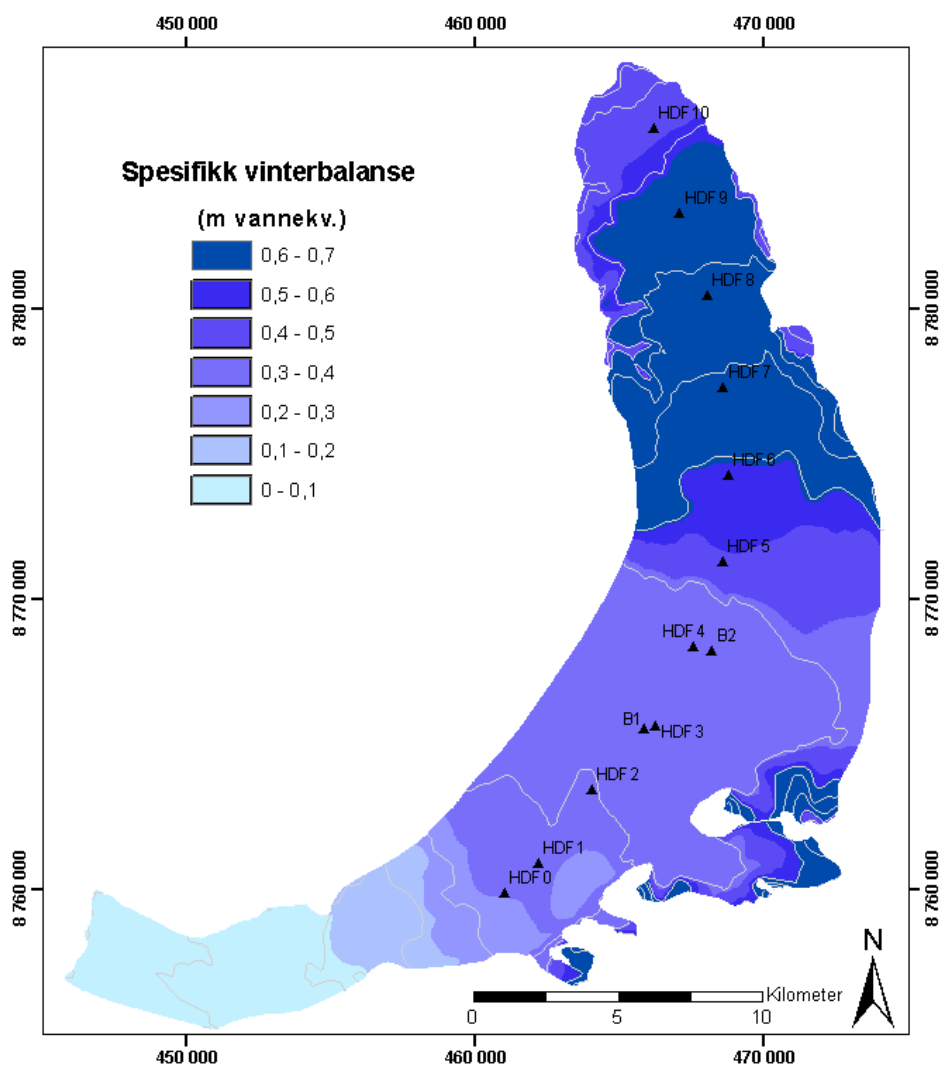 450 000
460 000
470 000
HDF 10
Spesifikk vinterbalanse
(m vannekv.)
HDF 9
0,6 - 0,7
0,5 - 0,6
HDF 8
8 780 000
8 780 000
0,4 - 0,5
0,3 - 0,4
HDF 7
0,2 - 0,3
0,1 - 0,2
HDF 6
0 - 0,1
HDF 5
8 770 000
8 770 000
HDF 4
B2
B1
HDF 3
HDF 2
HDF 1
HDF 0
8 760 000
8 760 000
N
Kilometer
0
5
10
450 000
460 000
470 000